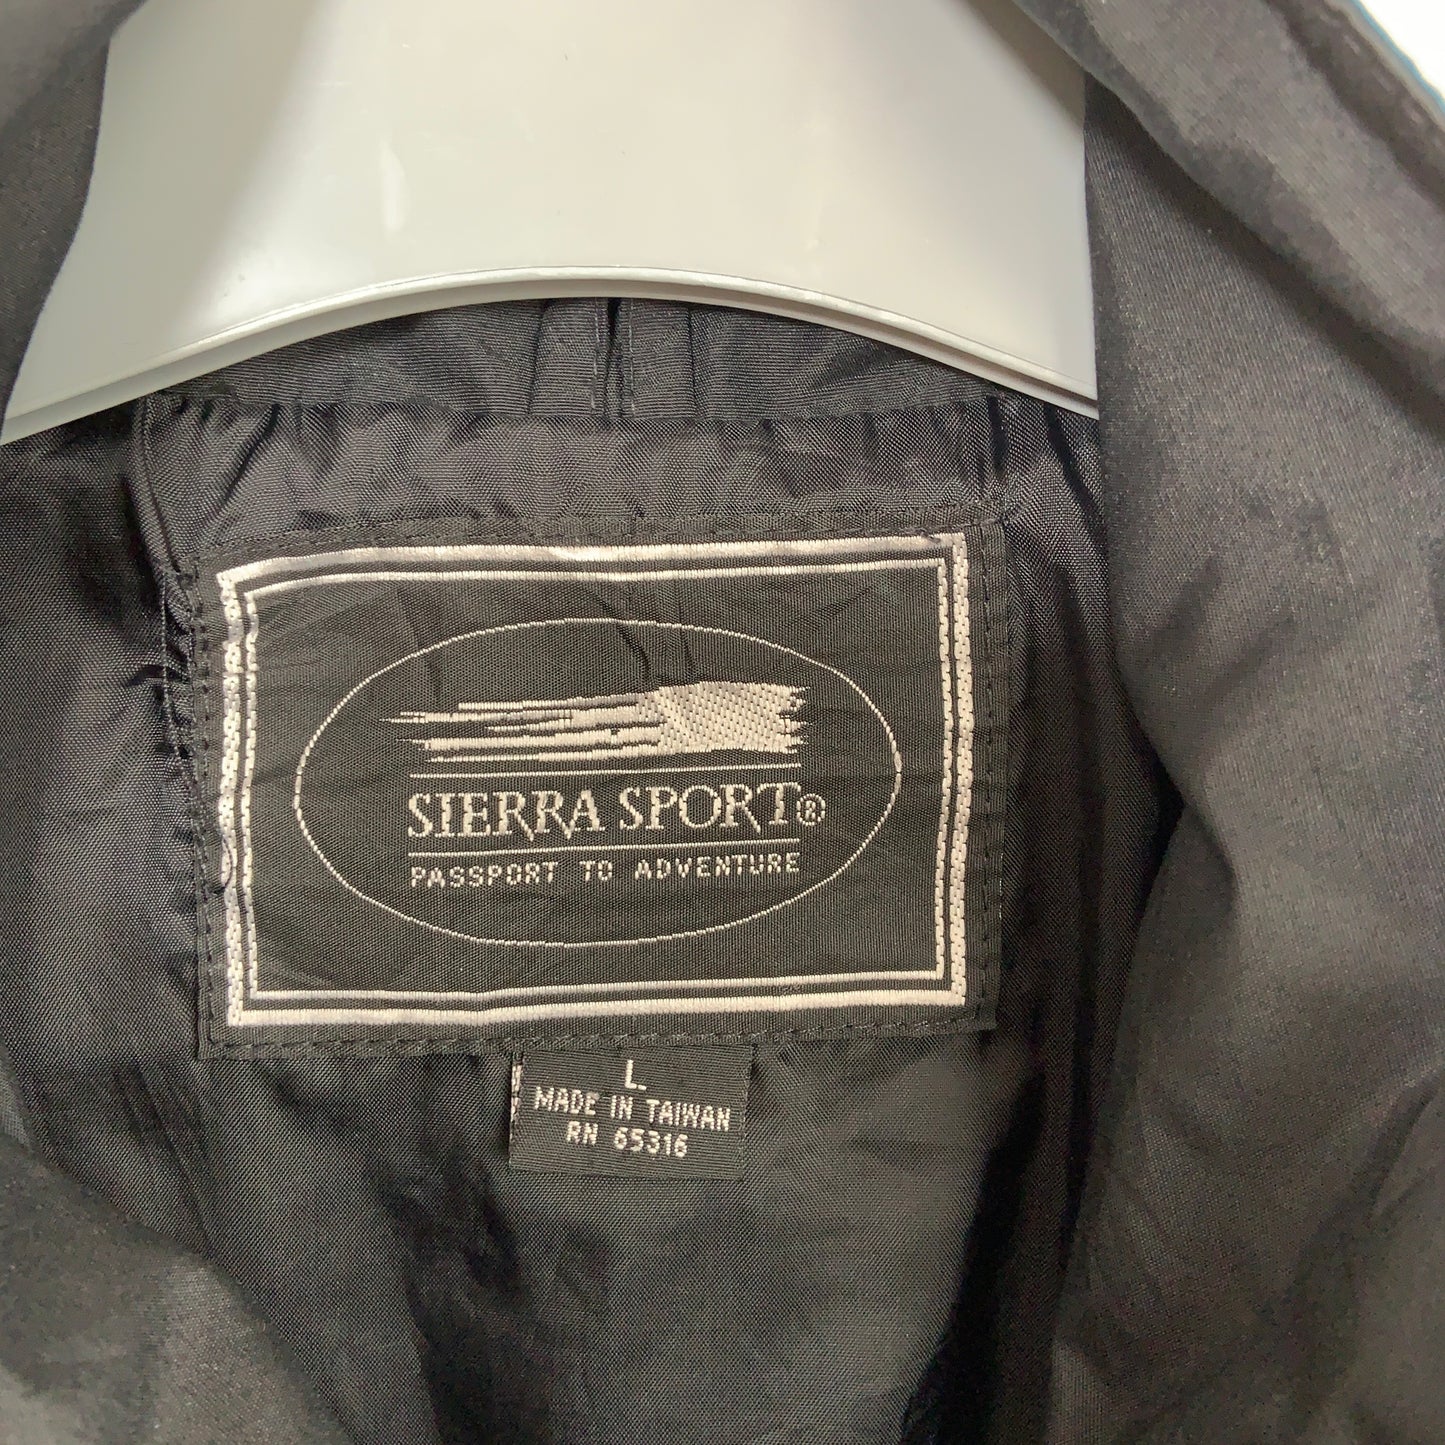 SIERRA SPORT®
PASSPORT TO ADVENTURE
L
MADE IN TAIWAN
RN 65316